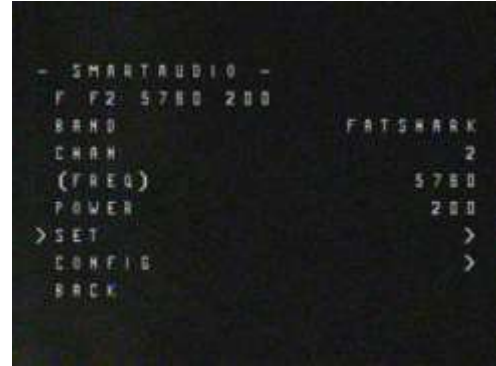 - SMARTAUDIO -
F F2 5760 200
BAND FATSHARK
CHAN 2
(FREQ) 5760
POWER 200
>SET >
CONFIG >
BACK